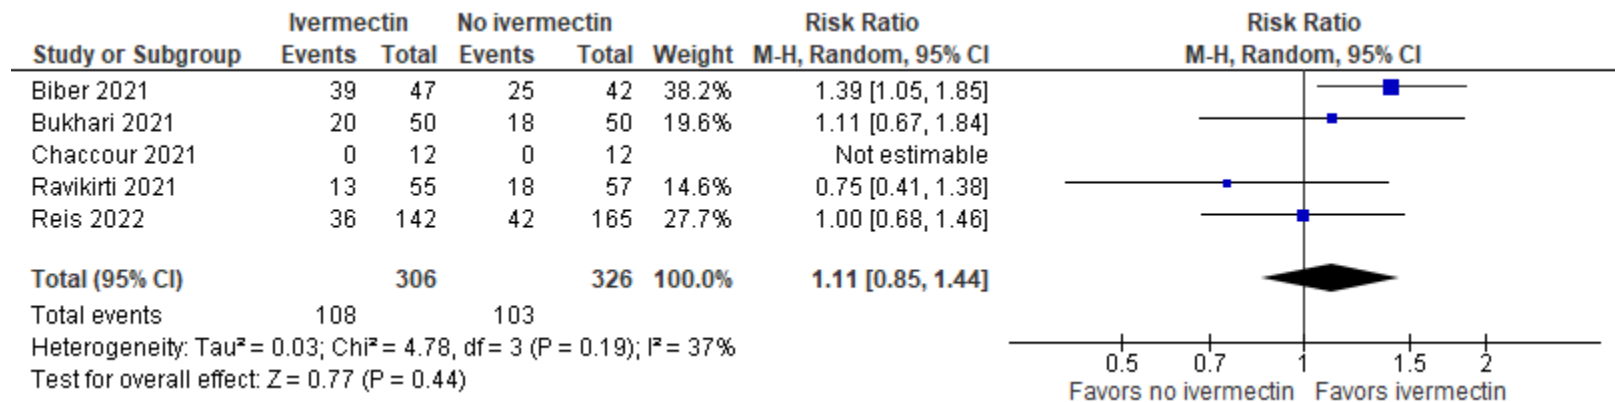 Ivermectin No ivermectin Risk Ratio Risk Ratio
Study or Subgroup Events Total Events Total Weight M-H, Random, 95% CI M-H, Random, 95% CI
Biber 2021 39 47 25 42 38.2% 1.39 [1.05, 1.85]
Bukhari 2021 20 50 18 50 19.6% 1.11 [0.67, 1.84]
Chaccour 2021 0 12 0 12 Not estimable
Ravikirti 2021 13 55 18 57 14.6% 0.75 [0.41, 1.38]
Reis 2022 36 142 42 165 27.7% 1.00 [0.68, 1.46]
Total (95% CI) 306 326 100.0% 1.11 [0.85, 1.44]
Total events 108 103
Heterogeneity: Tau² = 0.03; Chi² = 4.78, df = 3 (P = 0.19); I² = 37%
Test for overall effect: Z = 0.77 (P = 0.44)
0.5 0.7 1 1.5 2
Favors no ivermectin Favors ivermectin